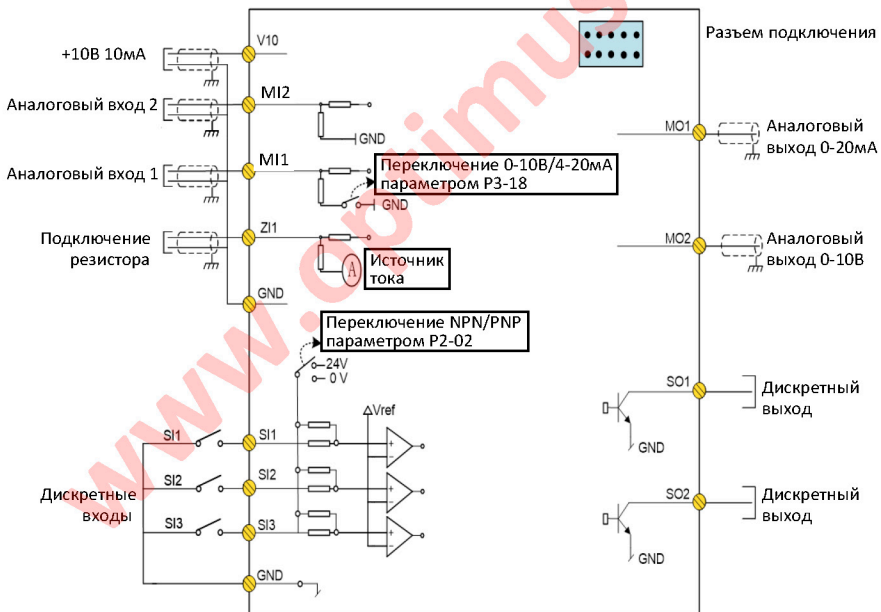 V10
Разъем подключения
+10В 10мА
MI2
Аналоговый вход 2
GND
MO1
Аналоговый
выход 0-20мА
MI1
Аналоговый вход 1
Переключение 0-10В/4-20мА
параметром P3-18
GND
ZI1
Подключение
резистора
A
Источник
тока
MO2
Аналоговый
выход 0-10В
GND
Переключение NPN/PNP
параметром P2-02
24V
0 V
SO1
Дискретный
выход
GND
Vref
SI1
SI1
+
−
SI2
SI2
+
−
Дискретные
входы
SI3
SI3
+
−
SO2
Дискретный
выход
GND
GND
www.optimus